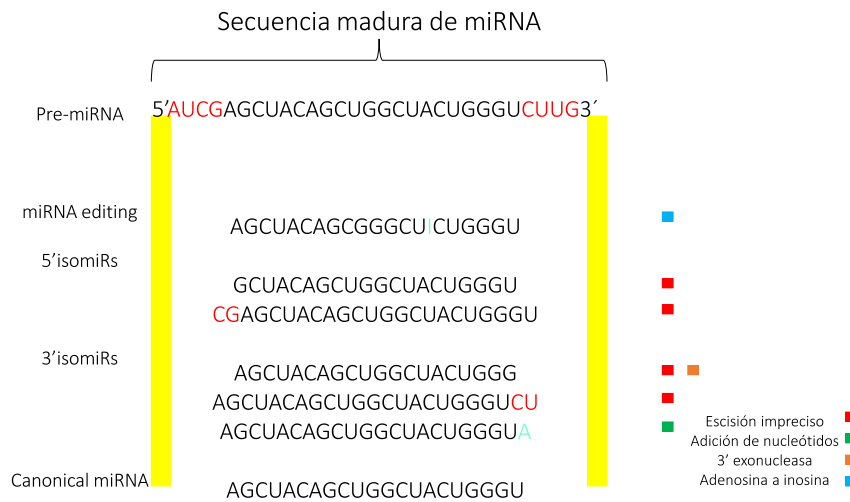 Secuencia madura de miRNA
Pre-miRNA 5’AUCGAGCUACAGCUGGCUACUGGGUCUUG3´
miRNA editing
AGCUACAGCGGGCUICUGGGU
5’isomiRs
GCUACAGCUGGCUACUGGGU
CGAGCUACAGCUGGCUACUGGGU
3’isomiRs
AGCUACAGCUGGCUACUGGG
AGCUACAGCUGGCUACUGGGUCU
AGCUACAGCUGGCUACUGGGUA
Canonical miRNA
AGCUACAGCUGGCUACUGGGU
Escisión impreciso
Adición de nucleótidos
3’ exonucleasa
Adenosina a inosina